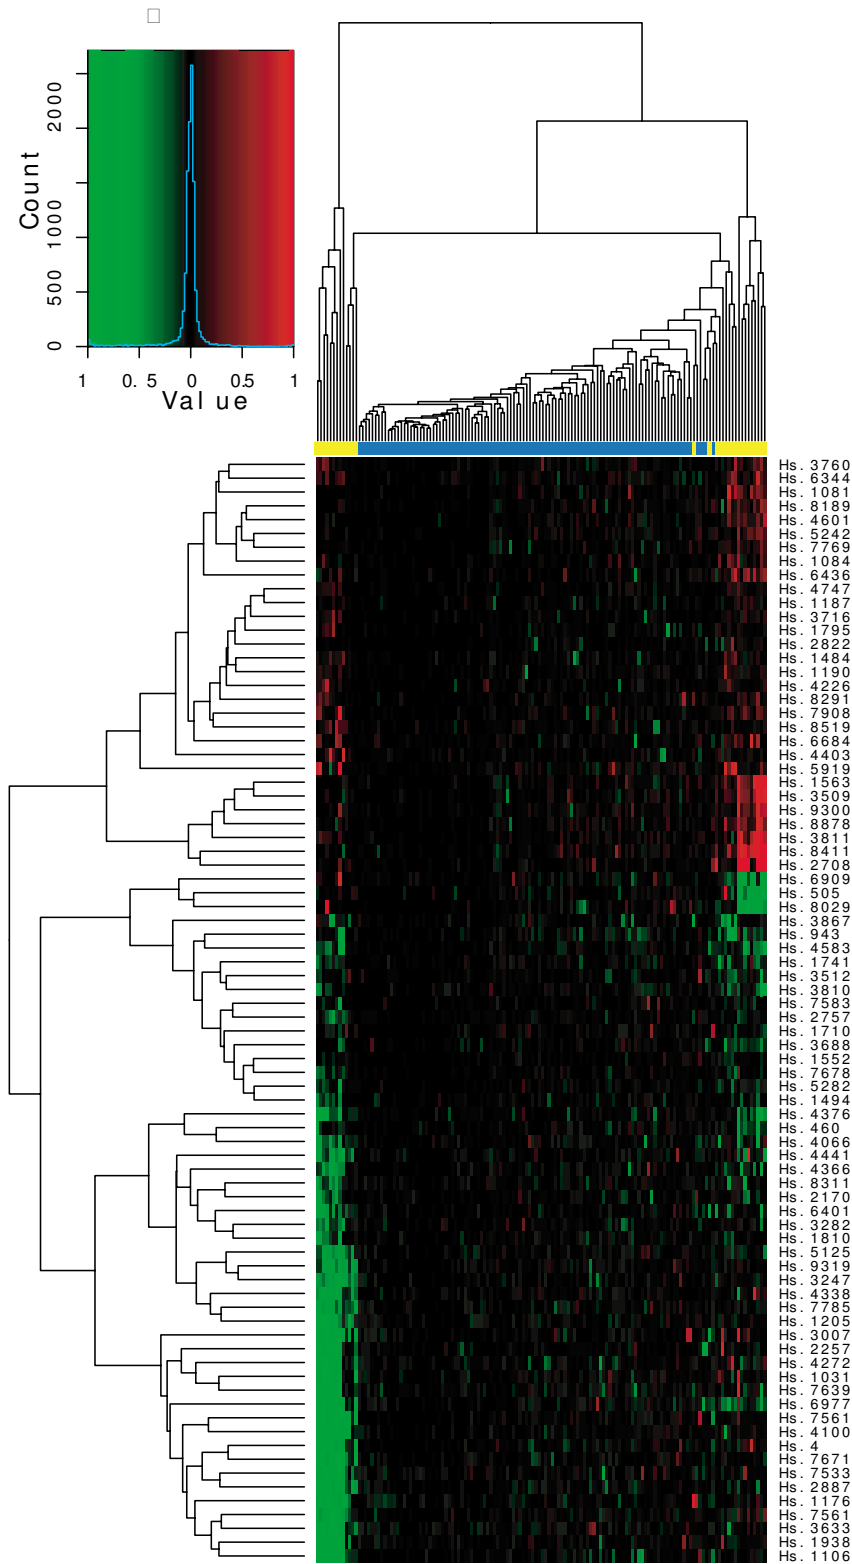 Count
2000
1000
500
0
1 0. 5 0 0.5 1
Val ue
Hs. 3760
Hs. 6344
Hs. 1081
Hs. 8189
Hs. 4601
Hs. 5242
Hs. 7769
Hs. 1084
Hs. 6436
Hs. 4747
Hs. 1187
Hs. 3716
Hs. 1795
Hs. 2822
Hs. 1484
Hs. 1190
Hs. 4226
Hs. 8291
Hs. 7908
Hs. 8519
Hs. 6684
Hs. 4403
Hs. 5919
Hs. 1563
Hs. 3509
Hs. 9300
Hs. 8878
Hs. 3811
Hs. 8411
Hs. 2708
Hs. 6909
Hs. 505
Hs. 8029
Hs. 3867
Hs. 943
Hs. 4583
Hs. 1741
Hs. 3512
Hs. 3810
Hs. 7583
Hs. 2757
Hs. 1710
Hs. 3688
Hs. 1552
Hs. 7678
Hs. 5282
Hs. 1494
Hs. 4376
Hs. 460
Hs. 4066
Hs. 4441
Hs. 4366
Hs. 8311
Hs. 2170
Hs. 6401
Hs. 3282
Hs. 1810
Hs. 5125
Hs. 9319
Hs. 3247
Hs. 4338
Hs. 7785
Hs. 1205
Hs. 3007
Hs. 2257
Hs. 4272
Hs. 1031
Hs. 7639
Hs. 6977
Hs. 7561
Hs. 4100
Hs. 4
Hs. 7671
Hs. 7533
Hs. 2887
Hs. 1176
Hs. 7561
Hs. 3633
Hs. 1938
Hs. 1106